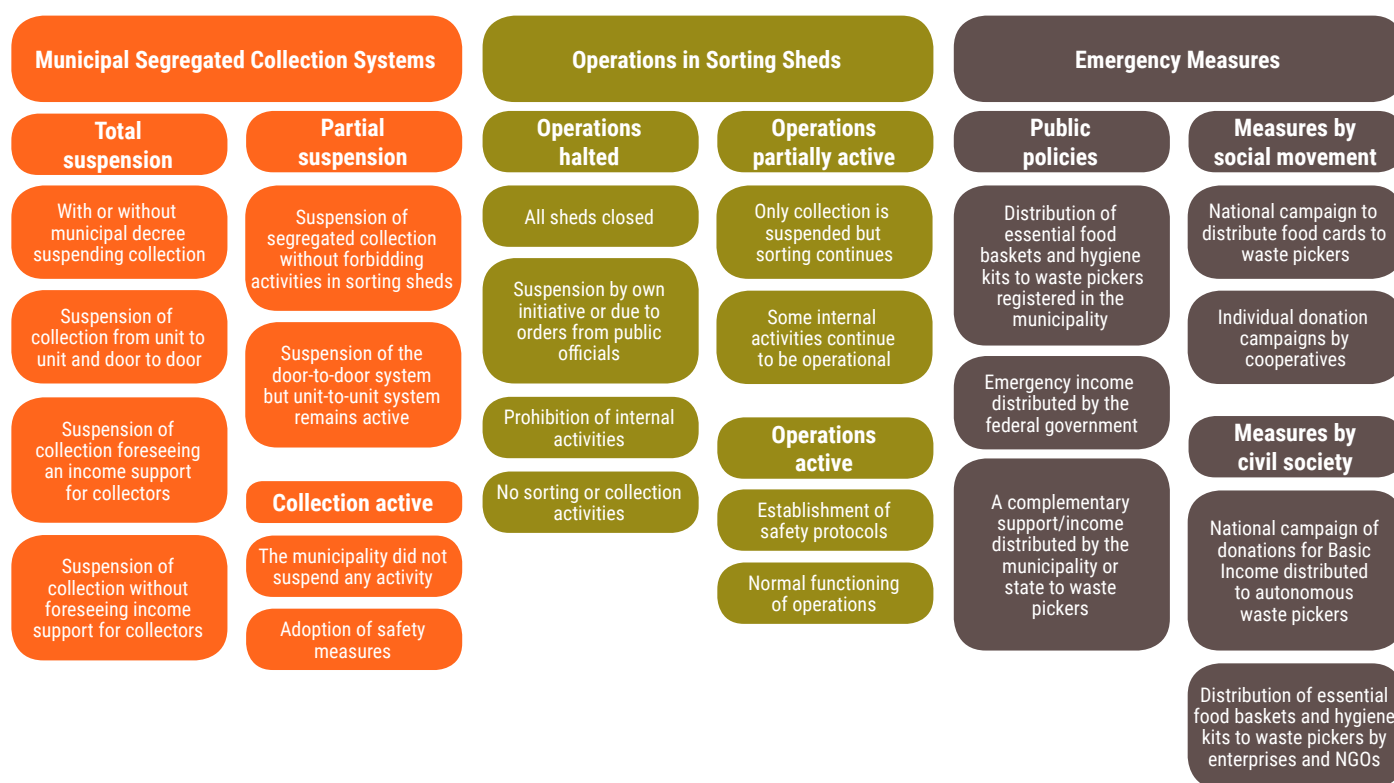 Municipal Segregated Collection Systems
Total
suspension
With or without
municipal decree
suspending collection
Suspension of
collection from unit to
unit and door to door
Suspension of
collection foreseeing
an income support
for collectors
Suspension of
collection without
foreseeing income
support for collectors
Partial
suspension
Suspension of
segregated collection
without forbidding
activities in sorting sheds
Suspension of the
door-to-door system
but unit-to-unit system
remains active
Collection active
The municipality did not
suspend any activity
Adoption of safety
measures
Operations in Sorting Sheds
Operations
halted
All sheds closed
Suspension by own
initiative or due to
orders from public
officials
Prohibition of internal
activities
No sorting or collection
activities
Operations
partially active
Only collection is
suspended but
sorting continues
Some internal
activities continue
to be operational
Operations
active
Establishment of
safety protocols
Normal functioning
of operations
Emergency Measures
Public
policies
Distribution of
essential food
baskets and hygiene
kits to waste pickers
registered in the
municipality
Emergency income
distributed by the
federal government
A complementary
support/income
distributed by the
municipality or
state to waste
pickers
Measures by
social movement
National campaign to
distribute food cards to
waste pickers
Individual donation
campaigns by
cooperatives
Measures by
civil society
National campaign of
donations for Basic
Income distributed
to autonomous
waste pickers
Distribution of essential
food baskets and hygiene
kits to waste pickers by
enterprises and NGOs